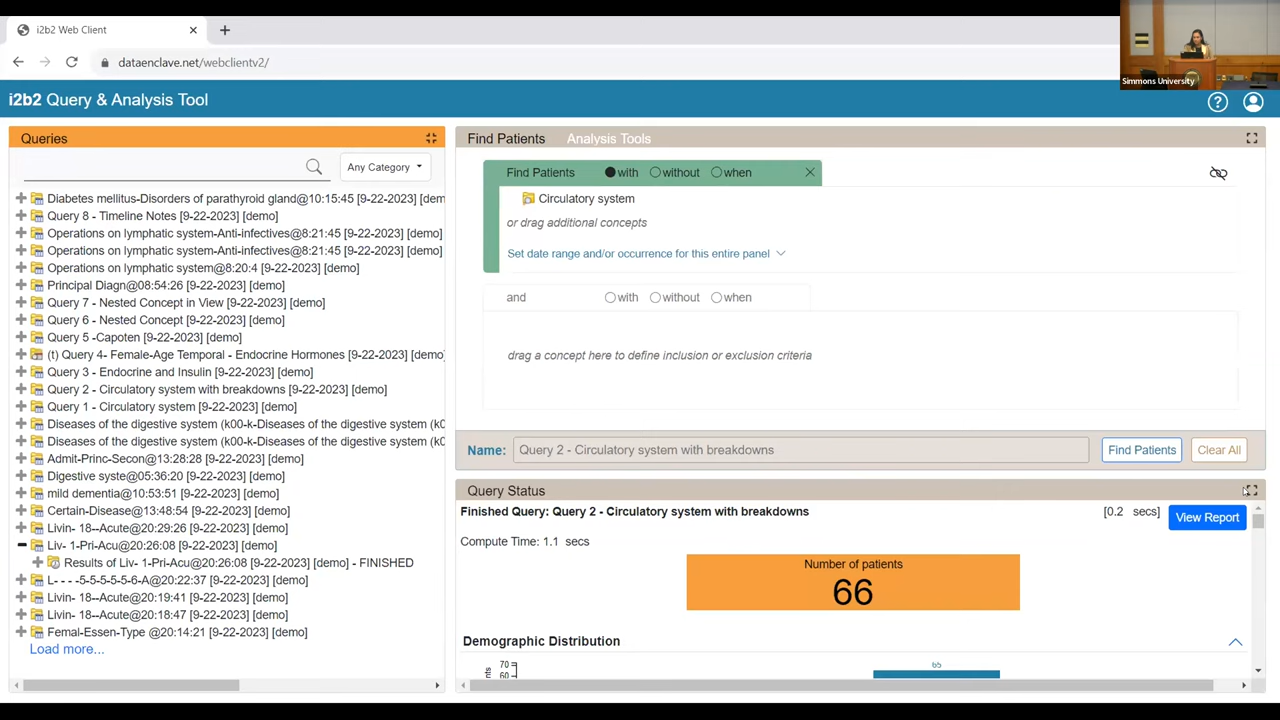 i2b2 Web Client
dataenclave.net/webclientv2/
Simmons University
i2b2 Query & Analysis Tool
Queries
Any Category
Diabetes mellitus-Disorders of parathyroid gland@10:15:45 [9-22-2023] [dem
Query 8 - Timeline Notes [9-22-2023] [demo]
Operations on lymphatic system-Anti-infectives@8:21:45 [9-22-2023] [demo]
Operations on lymphatic system-Anti-infectives@8:21:45 [9-22-2023] [demo]
Operations on lymphatic system@8:20:4 [9-22-2023] [demo]
Principal Diagn@08:54:26 [9-22-2023] [demo]
Query 7 - Nested Concept in View [9-22-2023] [demo]
Query 6 - Nested Concept [9-22-2023] [demo]
Query 5 -Capoten [9-22-2023] [demo]
(t) Query 4- Female-Age Temporal - Endocrine Hormones [9-22-2023] [demo
Query 3 - Endocrine and Insulin [9-22-2023] [demo]
Query 2 - Circulatory system with breakdowns [9-22-2023] [demo]
Query 1 - Circulatory system [9-22-2023] [demo]
Diseases of the digestive system (k00-k-Diseases of the digestive system (k
Diseases of the digestive system (k00-k-Diseases of the digestive system (k
Admit-Princ-Secon@13:28:28 [9-22-2023] [demo]
Digestive syste@05:36:20 [9-22-2023] [demo]
mild dementia@10:53:51 [9-22-2023] [demo]
Certain-Disease@13:48:54 [9-22-2023] [demo]
Livin- 18--Acute@20:29:26 [9-22-2023] [demo]
Liv- 1-Pri-Acu@20:26:08 [9-22-2023] [demo]
Results of Liv- 1-Pri-Acu@20:26:08 [9-22-2023] [demo] - FINISHED
L- - - -5-5-5-5-5-6-A@20:22:37 [9-22-2023] [demo]
Livin- 18--Acute@20:19:41 [9-22-2023] [demo]
Livin- 18--Acute@20:18:47 [9-22-2023] [demo]
Femal-Essen-Type @20:14:21 [9-22-2023] [demo]
Load more...
Find Patients Analysis Tools
Find Patients with without when
Circulatory system
or drag additional concepts
Set date range and/or occurrence for this entire panel
and with without when
drag a concept here to define inclusion or exclusion criteria
Name: Query 2 - Circulatory system with breakdowns Find Patients Clear All
Query Status
Finished Query: Query 2 - Circulatory system with breakdowns [0.2 secs] View Report
Compute Time: 1.1 secs
Number of patients
66
Demographic Distribution
70
60
nts
65